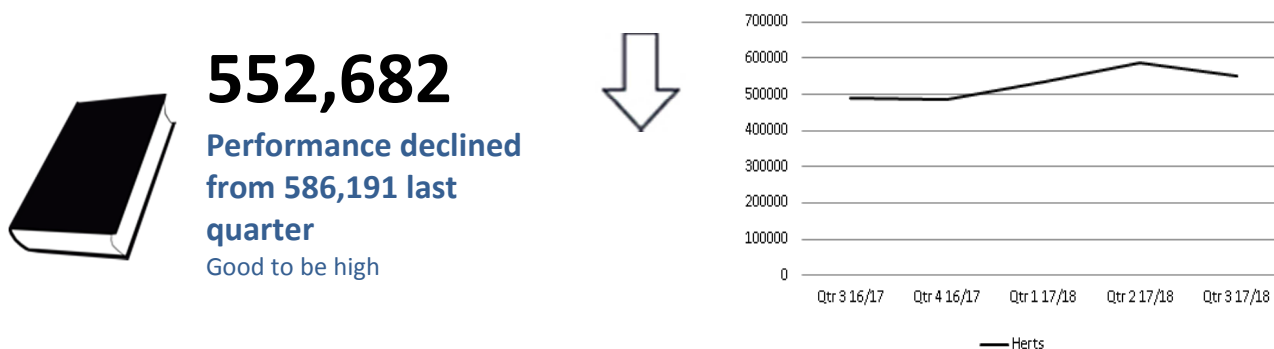 552,682
Performance declined
from 586,191 last
quarter
Good to be high
700000
600000
500000
400000
300000
200000
100000
0
Qtr 3 16/17 Qtr 4 16/17 Qtr 1 17/18 Qtr 2 17/18 Qtr 3 17/18
Herts